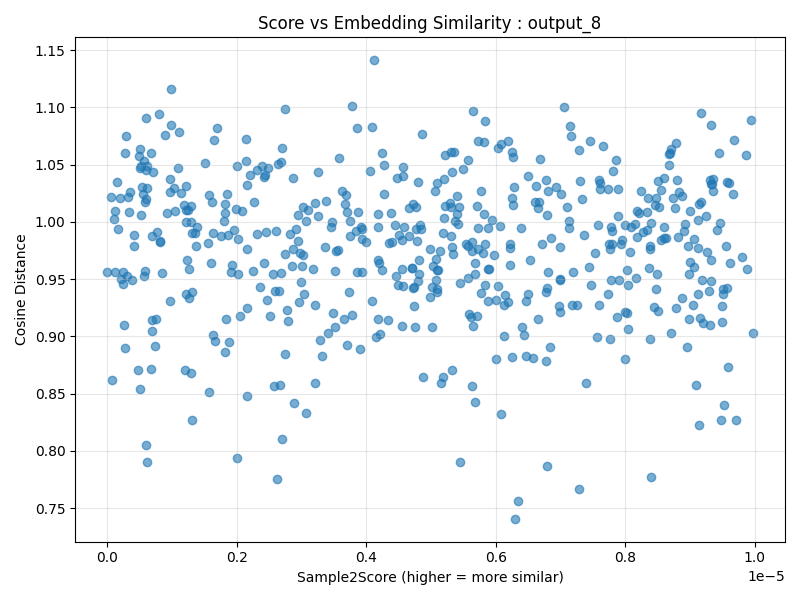 Score vs Embedding Similarity : output_8
1.15
1.10
1.05
1.00
0.95
0.90
0.85
0.80
0.75
Cosine Distance
0.0 0.2 0.4 0.6 0.8 1.0
1e−5
Sample2Score (higher = more similar)